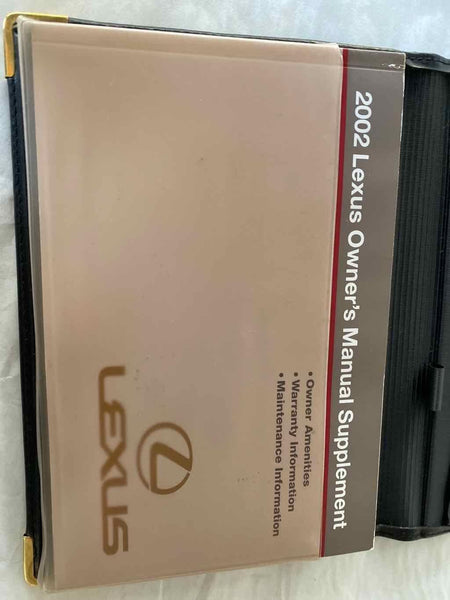 2002 Lexus Owner's Manual Supplement
• Owner Amenities
• Warranty Information
• Maintenance Information
LEXUS